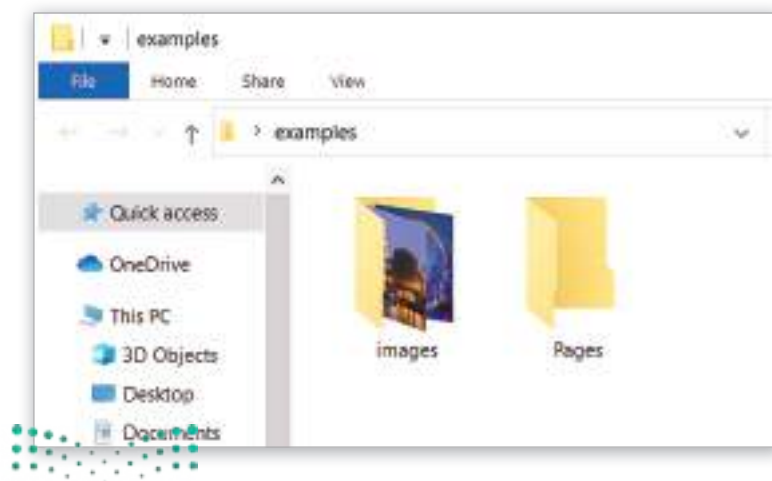 examples
File Home Share View
examples
Quick access
OneDrive
This PC
3D Objects
Desktop
Documents
images Pages